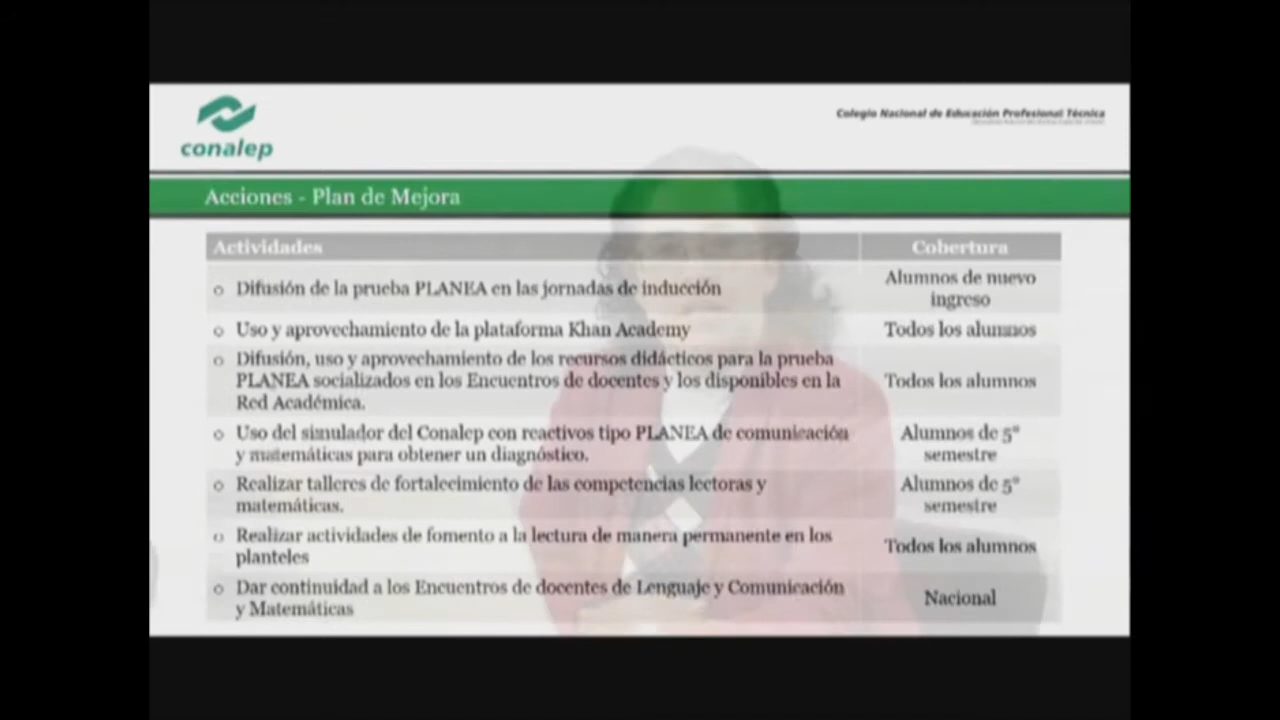 conalep
Colegio Nacional de Educación Profesional Técnica
Acciones - Plan de Mejora
Actividades
Cobertura
o Difusión de la prueba PLANEA en las jornadas de inducción
Alumnos de nuevo
ingreso
o Uso y aprovechamiento de la plataforma Khan Academy
Todos los alumnos
o Difusión, uso y aprovechamiento de los recursos didácticos para la prueba
PLANEA socializados en los Encuentros de docentes y los disponibles en la
Red Académica.
Todos los alumnos
o Uso del simulador del Conalep con reactivos tipo PLANEA de comunicación
y matemáticas para obtener un diagnóstico.
Alumnos de 5°
semestre
o Realizar talleres de fortalecimiento de las competencias lectoras y
matemáticas.
Alumnos de 5°
semestre
o Realizar actividades de fomento a la lectura de manera permanente en los
planteles
Todos los alumnos
o Dar continuidad a los Encuentros de docentes de Lenguaje y Comunicación
y Matemáticas
Nacional